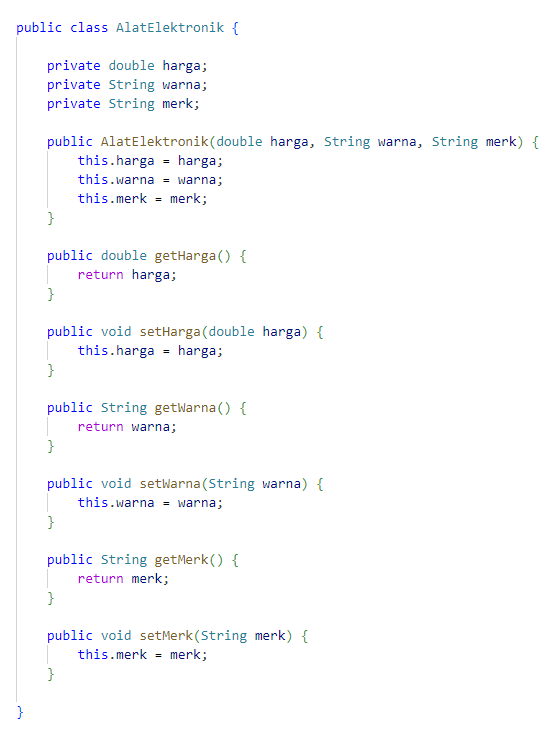 public class AlatElektronik {
private double harga;
private String warna;
private String merk;
public AlatElektronik(double harga, String warna, String merk) {
this.harga = harga;
this.warna = warna;
this.merk = merk;
}
public double getHarga() {
return harga;
}
public void setHarga(double harga) {
this.harga = harga;
}
public String getWarna() {
return warna;
}
public void setWarna(String warna) {
this.warna = warna;
}
public String getMerk() {
return merk;
}
public void setMerk(String merk) {
this.merk = merk;
}
}